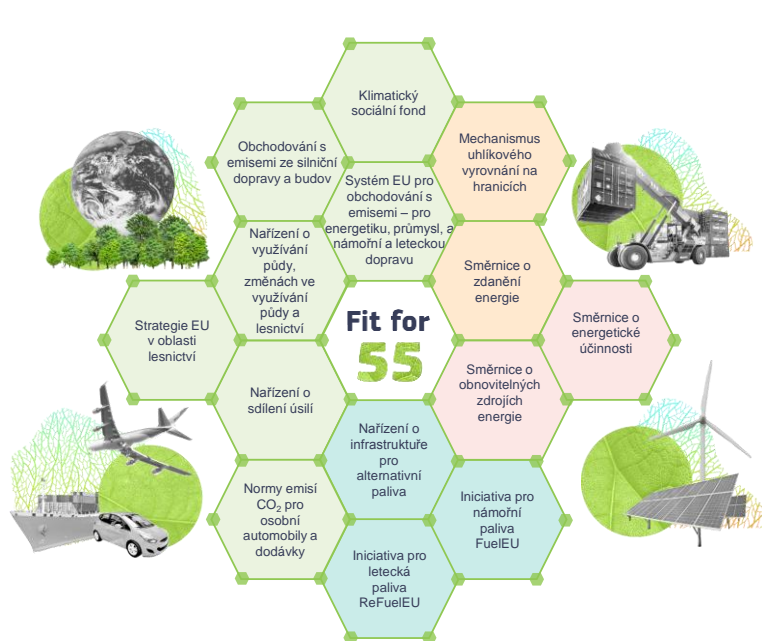 Klimatický
sociální fond
Obchodování s
emisemi ze silniční
dopravy a budov
Mechanismus
uhlíkového
vyrovnání na
hranicích
Systém EU pro
obchodování s
emisemi – pro
energetiku, průmysl, a
námořní a leteckou
dopravu
Nařízení o
využívání
půdy,
změnách ve
využívání
půdy a
lesnictví
Směrnice o
zdanění
energie
Strategie EU
v oblasti
lesnictví
Fit for
55
Směrnice o
energetické
účinnosti
Nařízení o
sdílení úsilí
Směrnice o
obnovitelných
zdrojích
energie
Nařízení o
infrastruktuře
pro
alternativní
paliva
Normy emisí
CO₂ pro
osobní
automobily a
dodávky
Iniciativa pro
námořní
paliva
FuelEU
Iniciativa pro
letecká
paliva
ReFuelEU